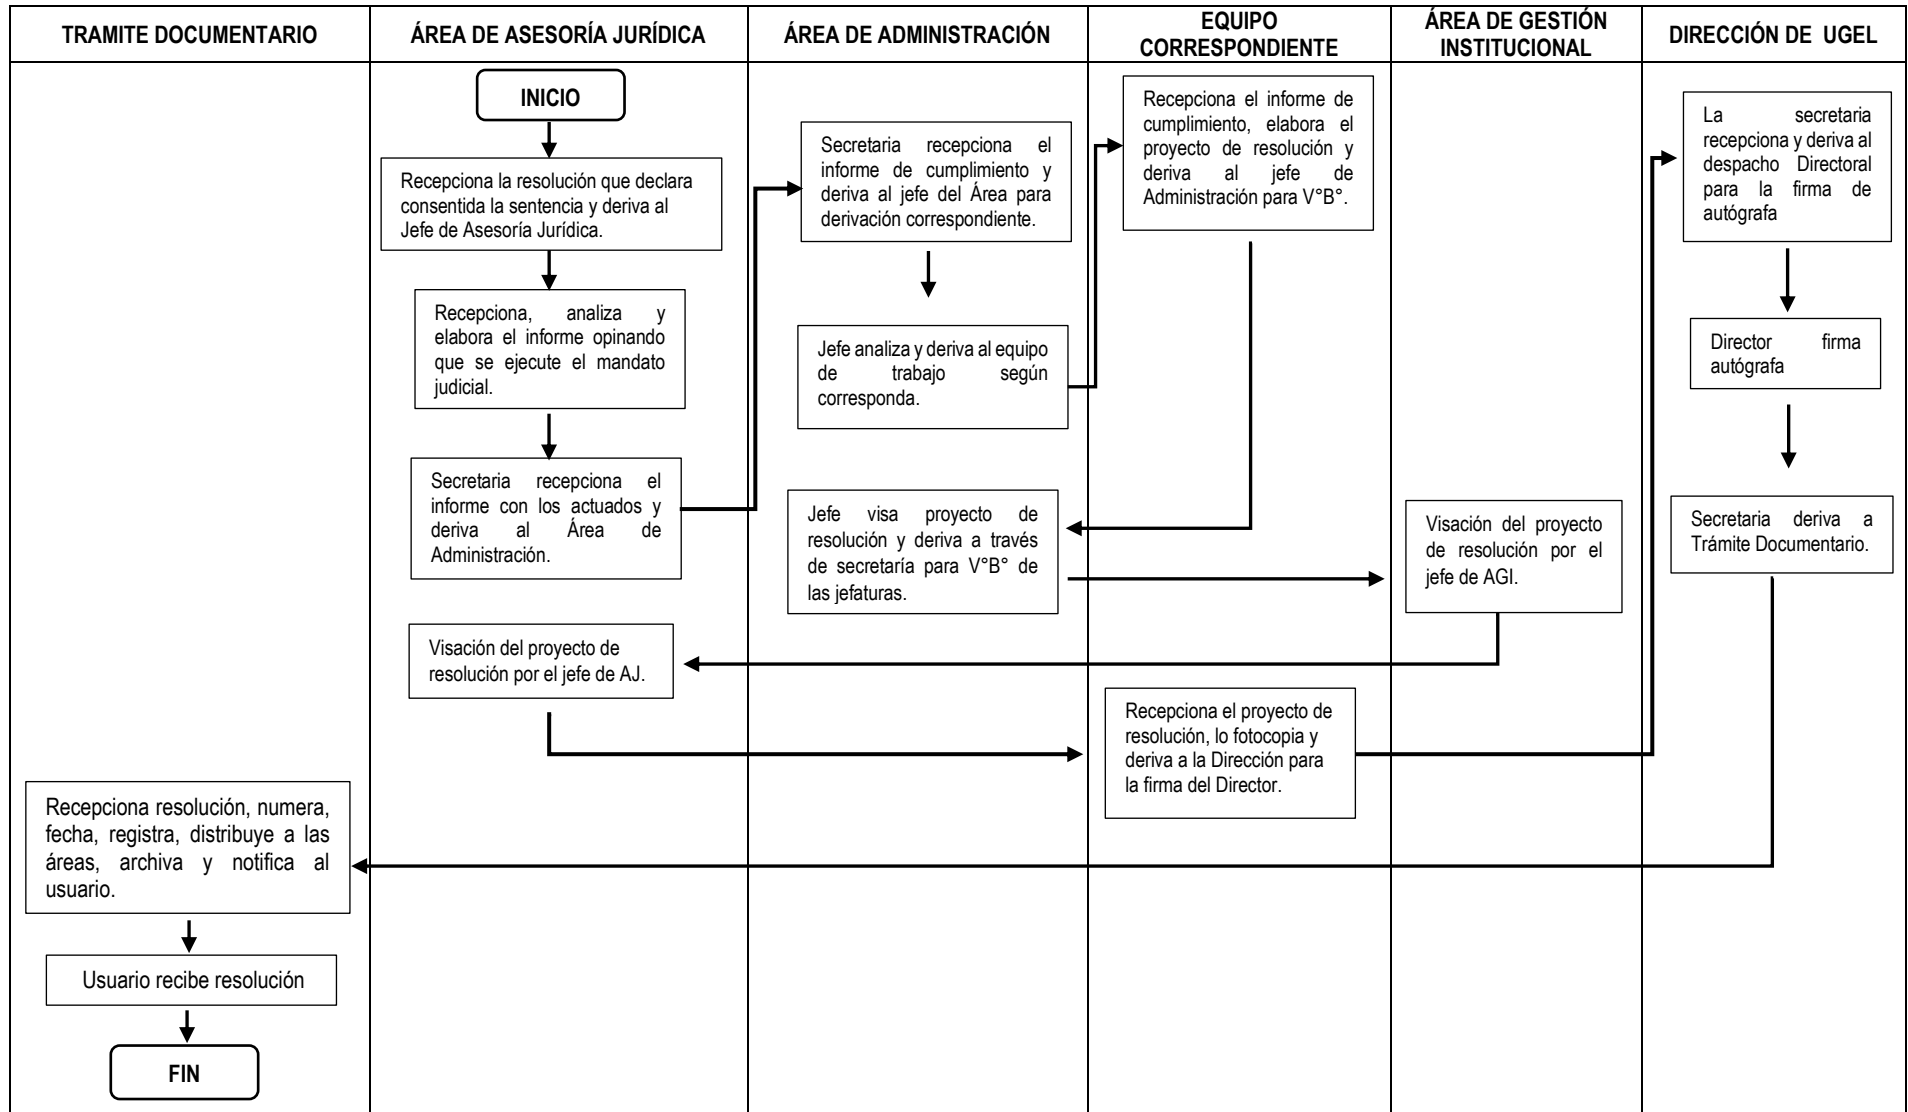 TRAMITE DOCUMENTARIO
ÁREA DE ASESORÍA JURÍDICA
ÁREA DE ADMINISTRACIÓN
EQUIPO
CORRESPONDIENTE
ÁREA DE GESTIÓN
INSTITUCIONAL
DIRECCIÓN DE UGEL
INICIO
Recepciona la resolución que declara
consentida la sentencia y deriva al
Jefe de Asesoría Jurídica.
Recepciona, analiza y
elabora el informe opinando
que se ejecute el mandato
judicial.
Secretaria recepciona el
informe con los actuados y
deriva al Área de
Administración.
Secretaria recepciona el
informe de cumplimiento y
deriva al jefe del Área para
derivación correspondiente.
Jefe analiza y deriva al equipo
de trabajo según
corresponda.
Recepciona el informe de
cumplimiento, elabora el
proyecto de resolución y
deriva al jefe de
Administración para V°B°.
Jefe visa proyecto de
resolución y deriva a través
de secretaría para V°B° de
las jefaturas.
Visación del proyecto
de resolución por el
jefe de AGI.
Visación del proyecto de
resolución por el jefe de AJ.
Recepciona el proyecto de
resolución, lo fotocopia y
deriva a la Dirección para
la firma del Director.
La secretaria
recepciona y deriva al
despacho Directoral
para la firma de
autógrafa
Director firma
autógrafa
Secretaria deriva a
Trámite Documentario.
Recepciona resolución, numera,
fecha, registra, distribuye a las
áreas, archiva y notifica al
usuario.
Usuario recibe resolución
FIN